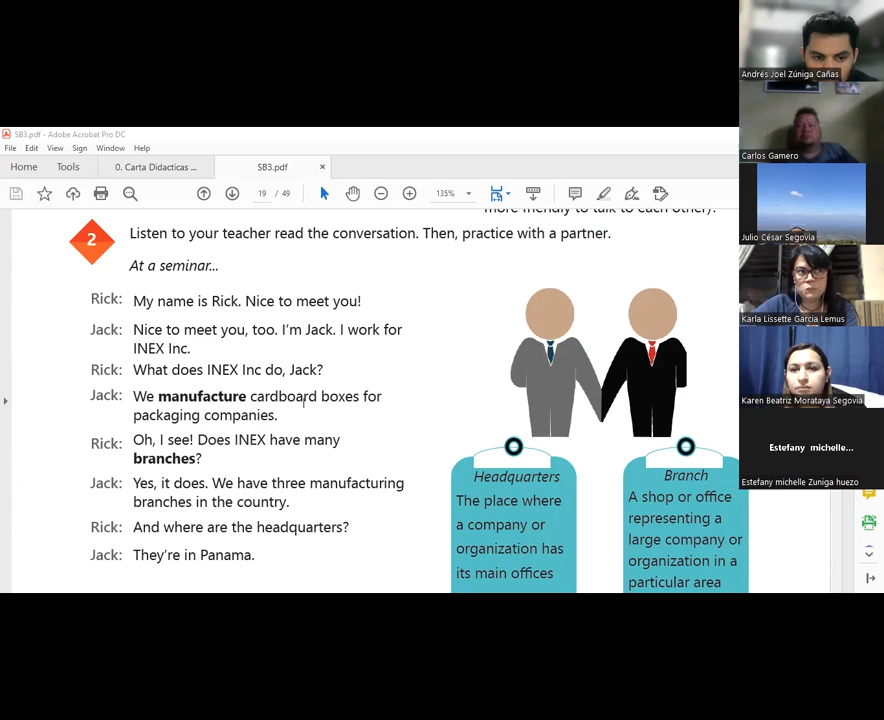 SB3.pdf - Adobe Acrobat Pro DC
File Edit View Sign Window Help
Home Tools 0. Carta Didacticas ... SB3.pdf ×
19 / 49 135%
more friendly to talk to each other).
2 Listen to your teacher read the conversation. Then, practice with a partner.
At a seminar...
Rick: My name is Rick. Nice to meet you!
Jack: Nice to meet you, too. I'm Jack. I work for
INEX Inc.
Rick: What does INEX Inc do, Jack?
Jack: We manufacture cardboard boxes for
packaging companies.
Rick: Oh, I see! Does INEX have many
branches?
Jack: Yes, it does. We have three manufacturing
branches in the country.
Rick: And where are the headquarters?
Jack: They're in Panama.
Headquarters
The place where
a company or
organization has
its main offices
Branch
A shop or office
representing a
large company or
organization in a
particular area
Andrés Joel Zúniga Cañas
Carlos Gamero
Julio César Segovia
Karla Lissette Garcia Lemus
Karen Beatriz Morataya Segovia
Estefany michelle...
Estefany michelle Zuniga huezo